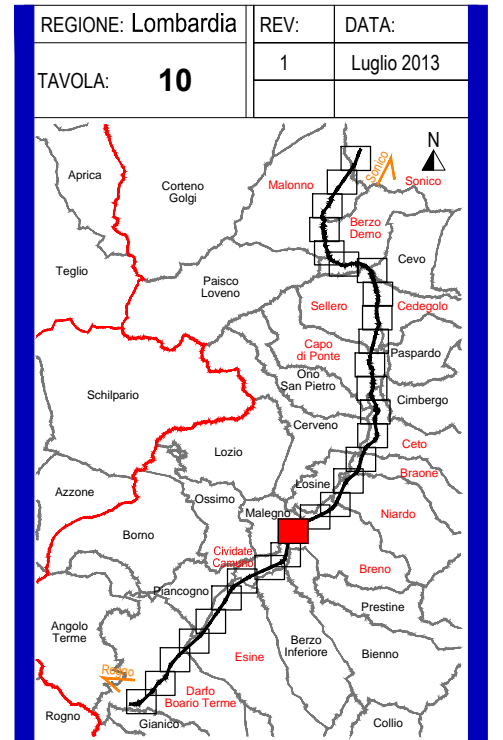 REGIONE: Lombardia
REV:
DATA:
TAVOLA: 10
1
Luglio 2013
N
Aprica
Corteno
Golgi
Malonno
Sonico
Sonico
Berzo
Demo
Teglio
Cevo
Paisco
Loveno
Sellero
Cedegolo
Capo
di Ponte
Paspardo
Ono
San Pietro
Schilpario
Cimbergo
Cerveno
Ceto
Lozio
Braone
Losine
Azzone
Ossimo
Malegno
Niardo
Borno
Cividate
Camuno
Breno
Piancogno
Prestine
Angolo
Terme
Berzo
Inferiore
Bienno
Esine
Rogno
Darfo
Boario Terme
Rogno
Gianico
Collio